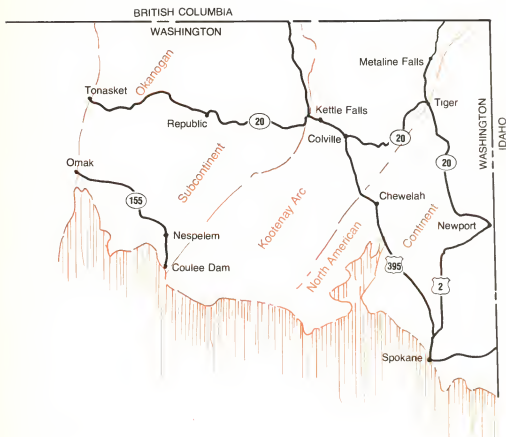 BRITISH COLUMBIA
WASHINGTON
Metaline Falls
Okanogan
Tonasket
Tiger
Republic
20
Kettle Falls
Colville
20
WASHINGTON
IDAHO
20
Omak
Subcontinent
155
Kootenay Arc
Chewelah
North American
Continent
Newport
Nespelem
Coulee Dam
395
2
Spokane